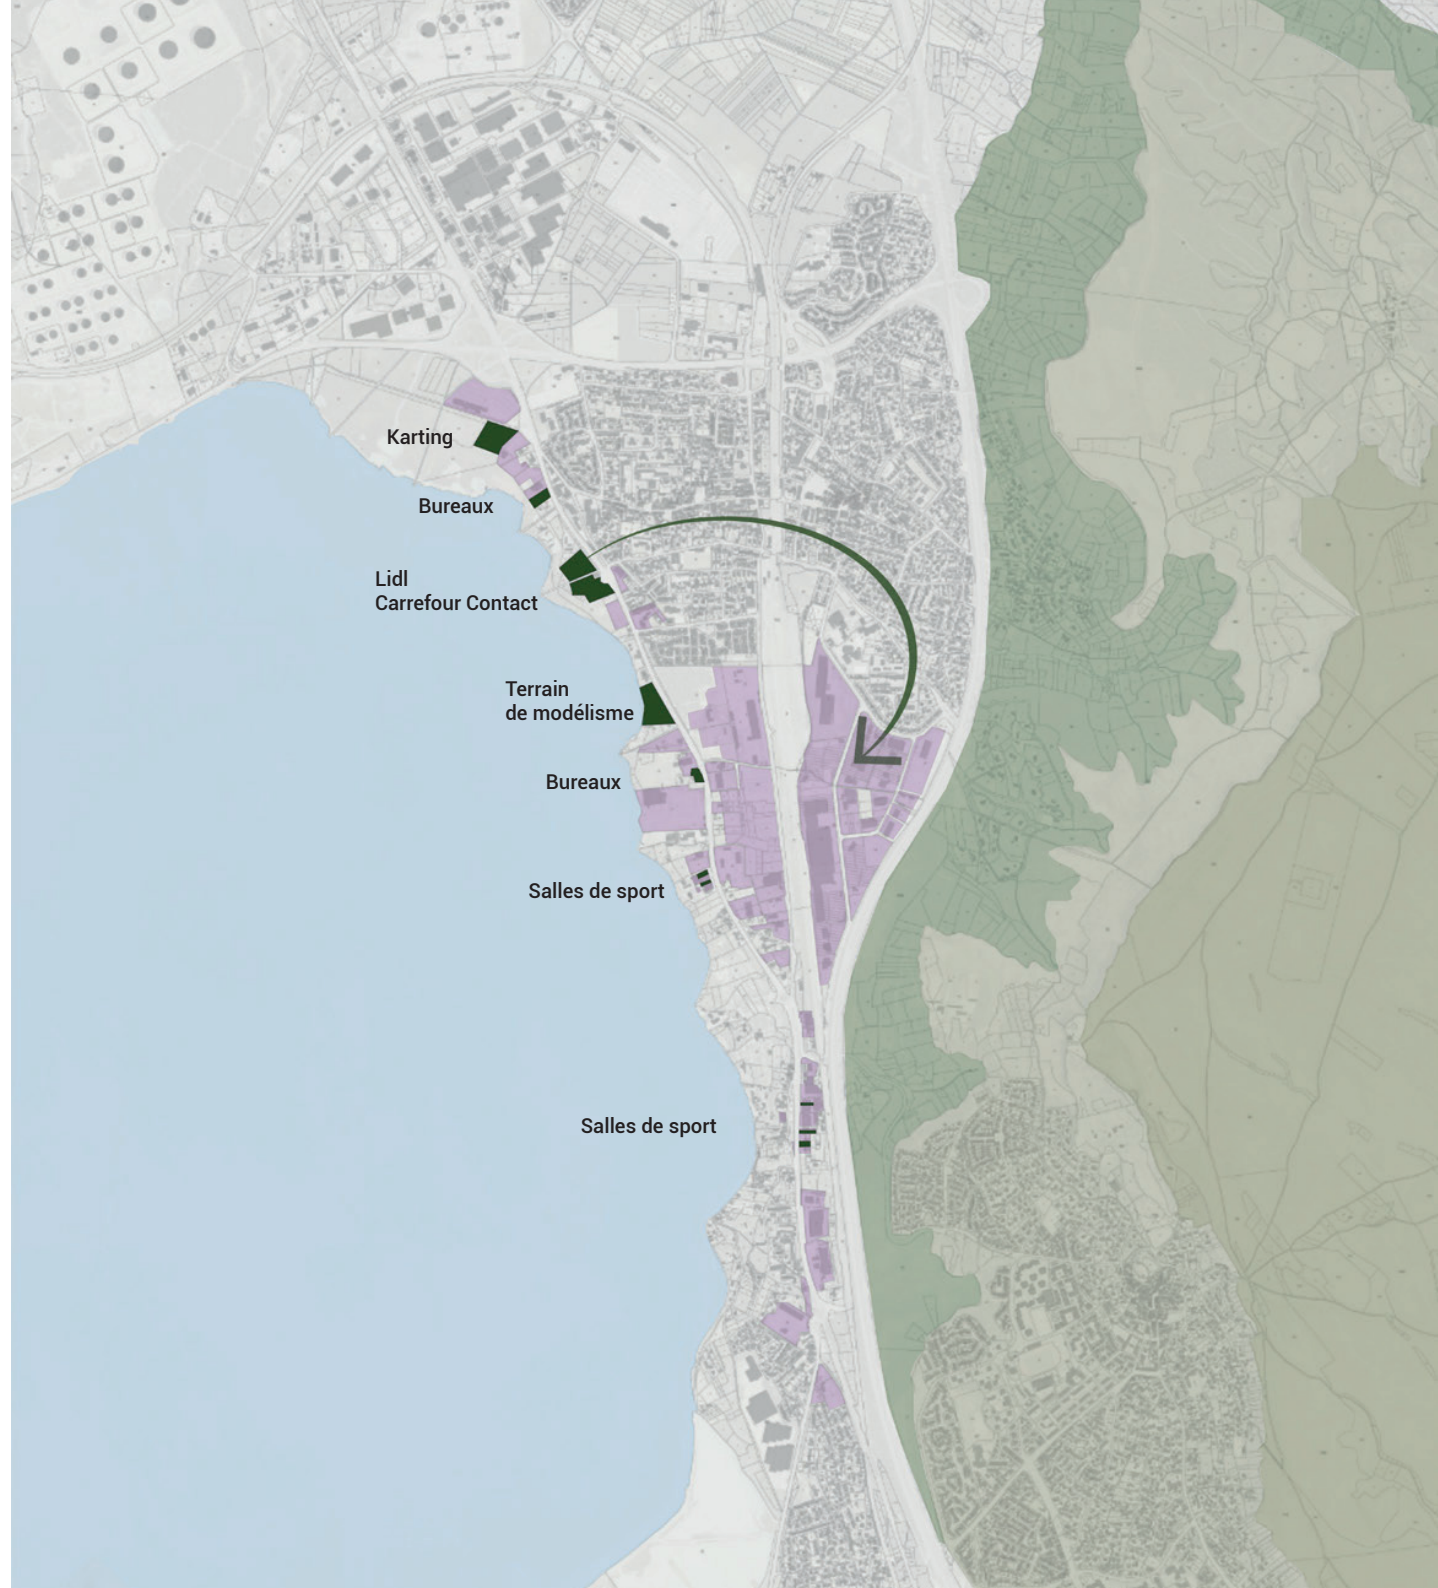 Karting
Bureaux
Lidl
Carrefour Contact
Terrain
de modélisme
Bureaux
Salles de sport
Salles de sport